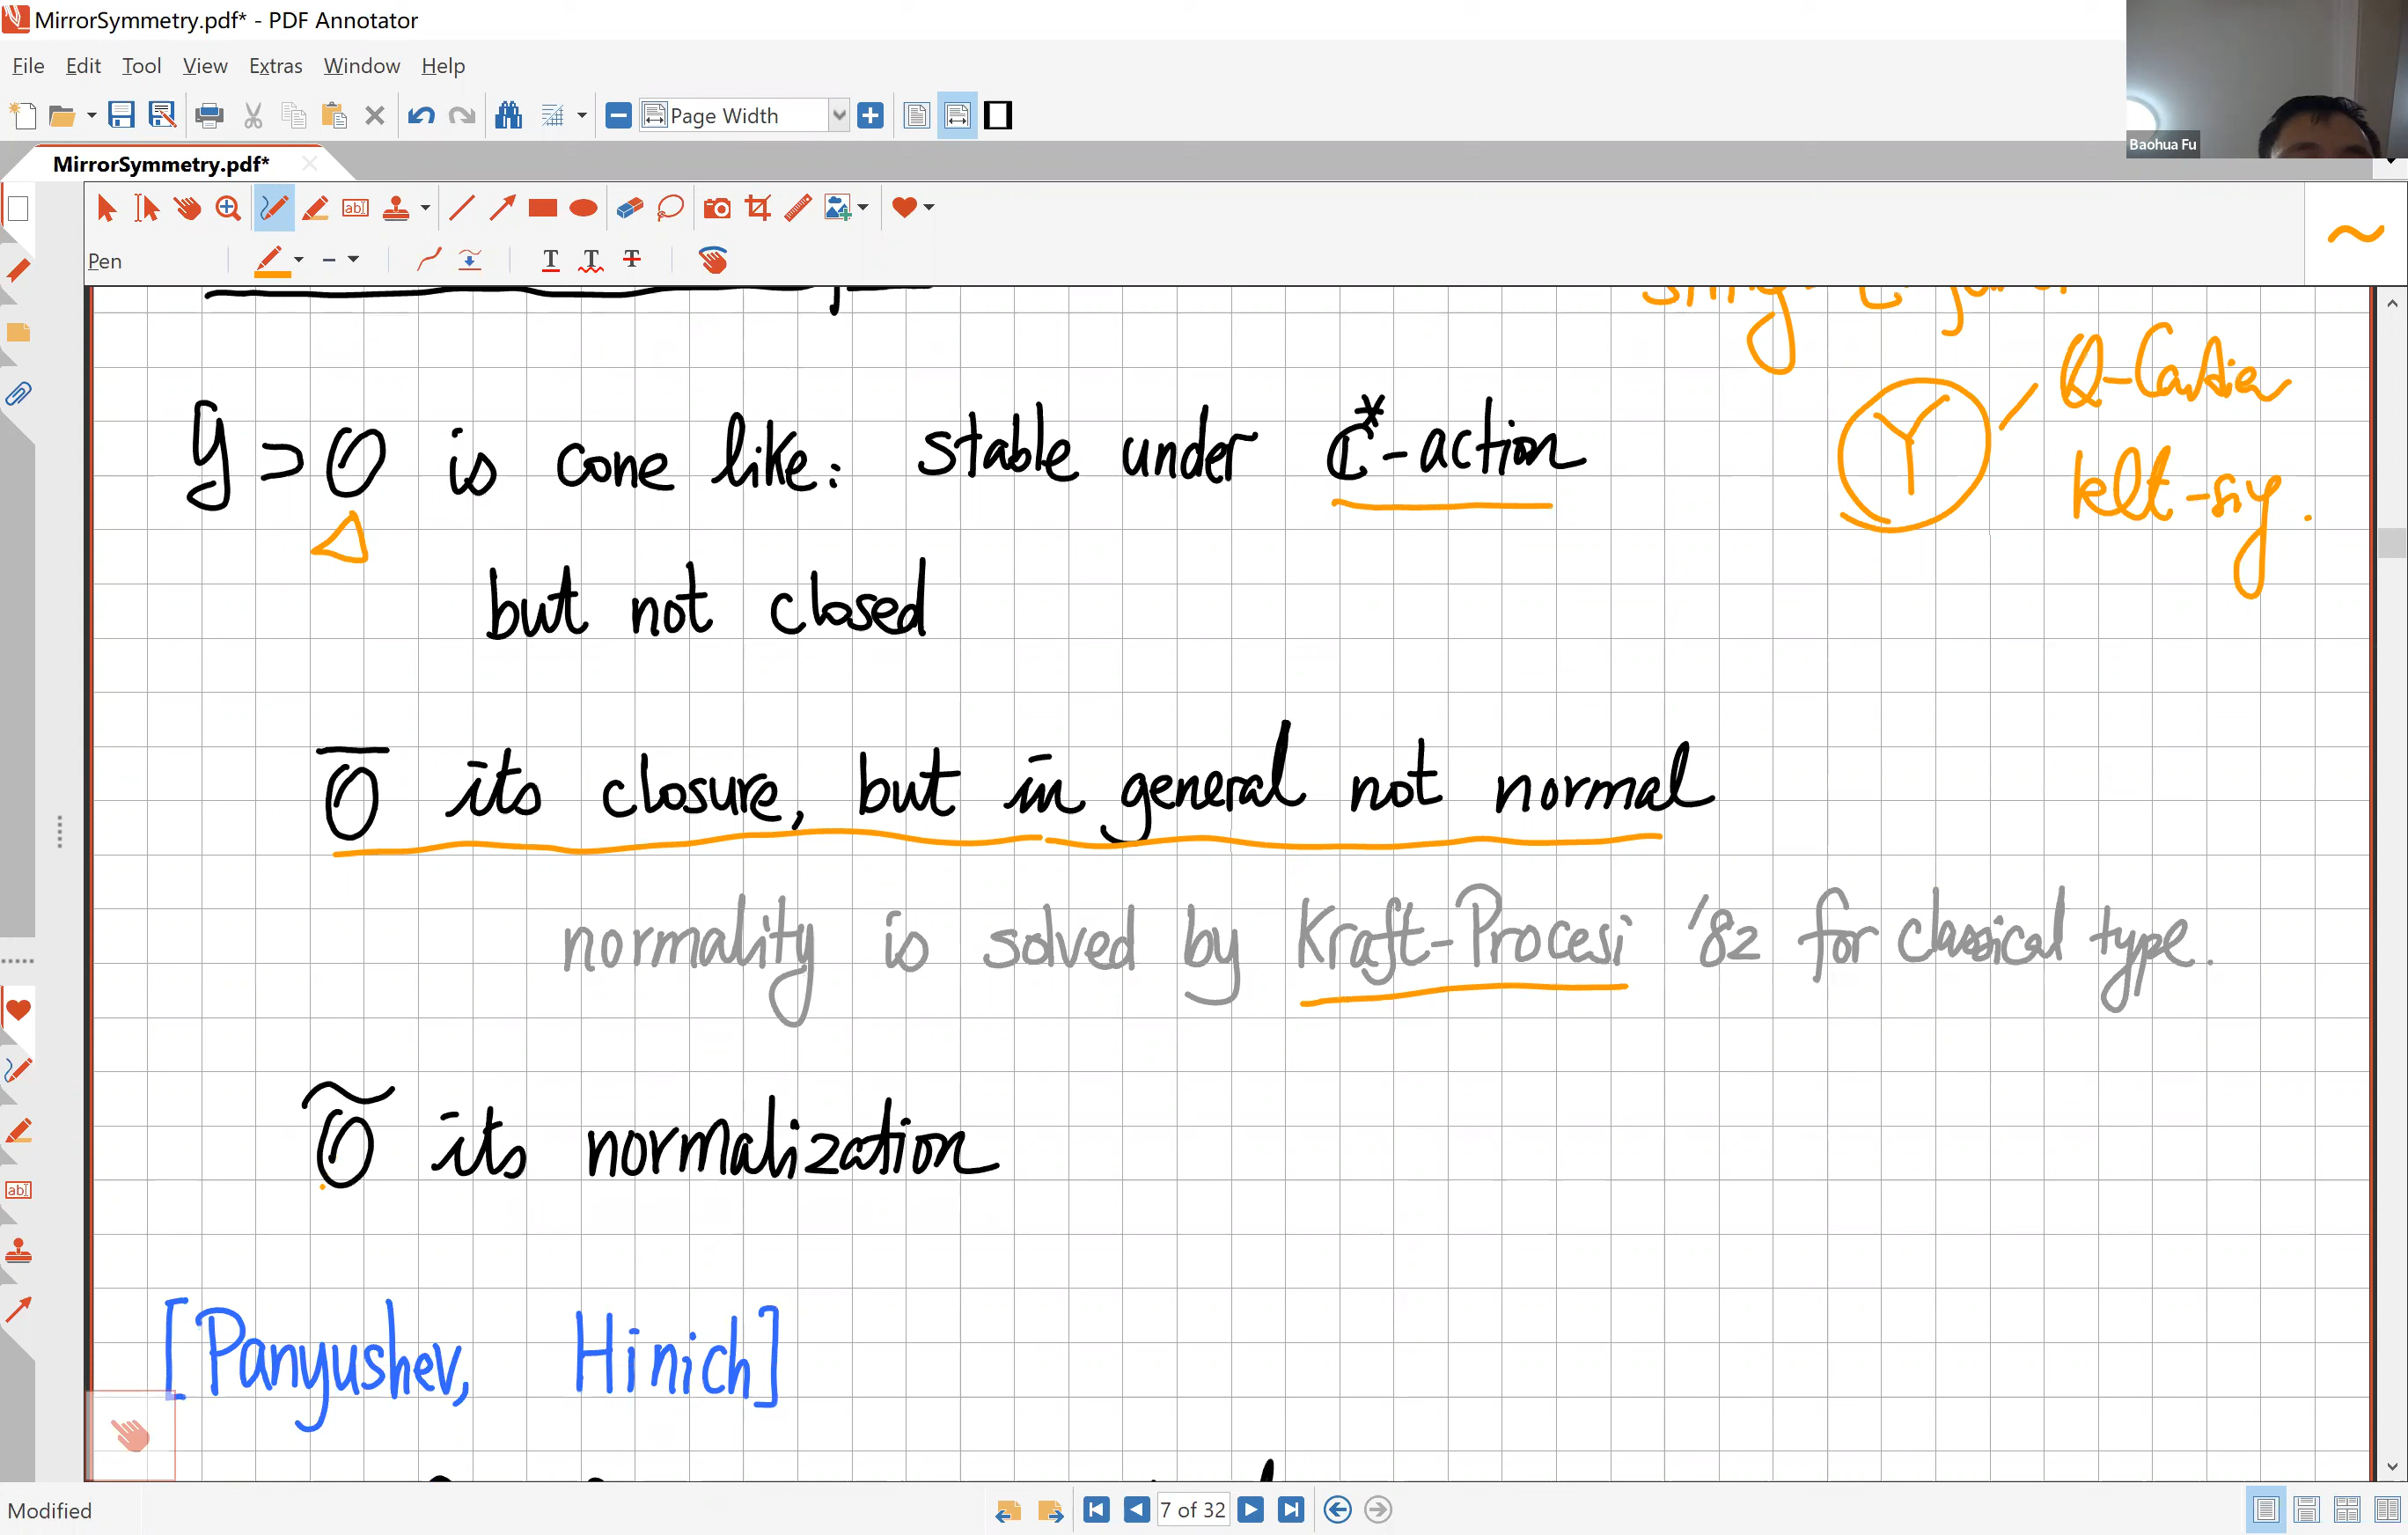 MirrorSymmetry.pdf* - PDF Annotator
File Edit Tool View Extras Window Help
Page Width
Baohua Fu
MirrorSymmetry.pdf*
Pen
𝔤 ⊃ 𝕆 is cone like: stable under ℂ*-action
but not closed
Y
Q-Cartier
klt-sig.
𝕆̅ its closure, but in general not normal
normality is solved by Kraft-Procesi '82 for classical type.
𝕆̃ its normalization
[Panyushev, Hinich]
Modified
7 of 32